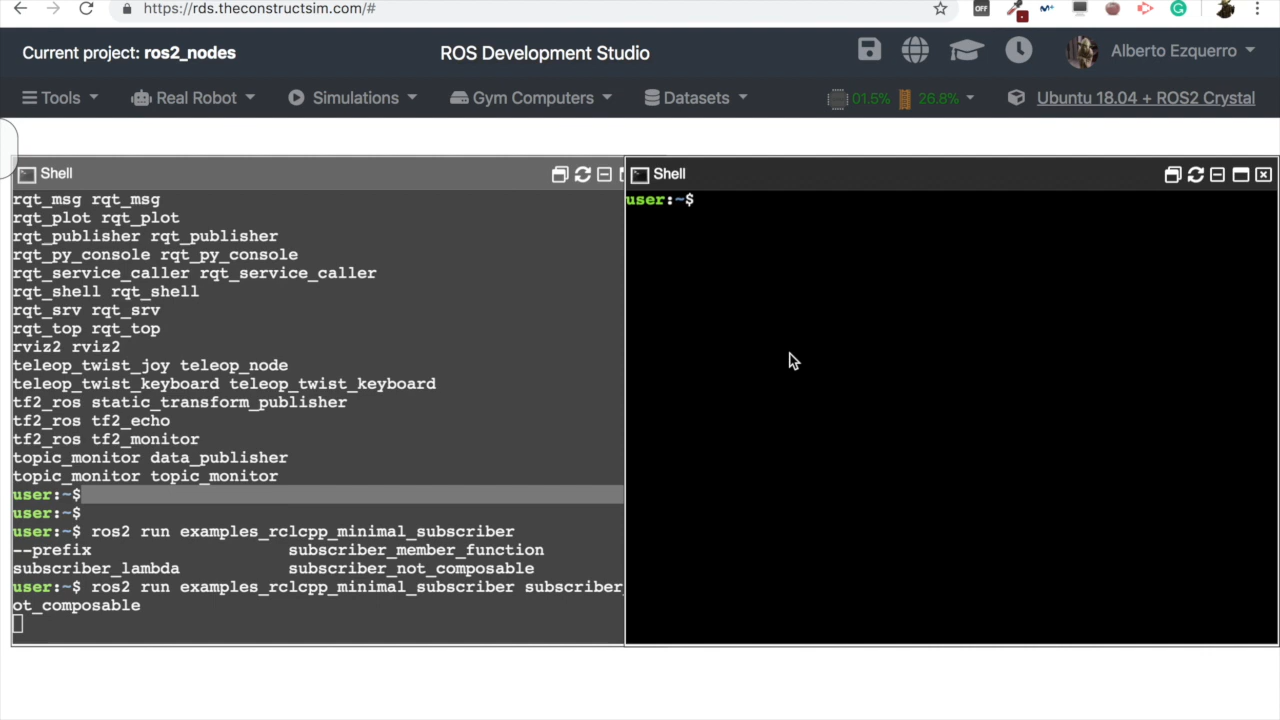 https://rds.theconstructsim.com/#
OFF
Current project: ros2_nodes
ROS Development Studio
Alberto Ezquerro
Tools
Real Robot
Simulations
Gym Computers
Datasets
01.5%
26.8%
Ubuntu 18.04 + ROS2 Crystal
Shell
rqt_msg rqt_msg
rqt_plot rqt_plot
rqt_publisher rqt_publisher
rqt_py_console rqt_py_console
rqt_service_caller rqt_service_caller
rqt_shell rqt_shell
rqt_srv rqt_srv
rqt_top rqt_top
rviz2 rviz2
teleop_twist_joy teleop_node
teleop_twist_keyboard teleop_twist_keyboard
tf2_ros static_transform_publisher
tf2_ros tf2_echo
tf2_ros tf2_monitor
topic_monitor data_publisher
topic_monitor topic_monitor
user:~$
user:~$
user:~$ ros2 run examples_rclcpp_minimal_subscriber
--prefix subscriber_member_function
subscriber_lambda subscriber_not_composable
user:~$ ros2 run examples_rclcpp_minimal_subscriber subscriber_
ot_composable
Shell
user:~$